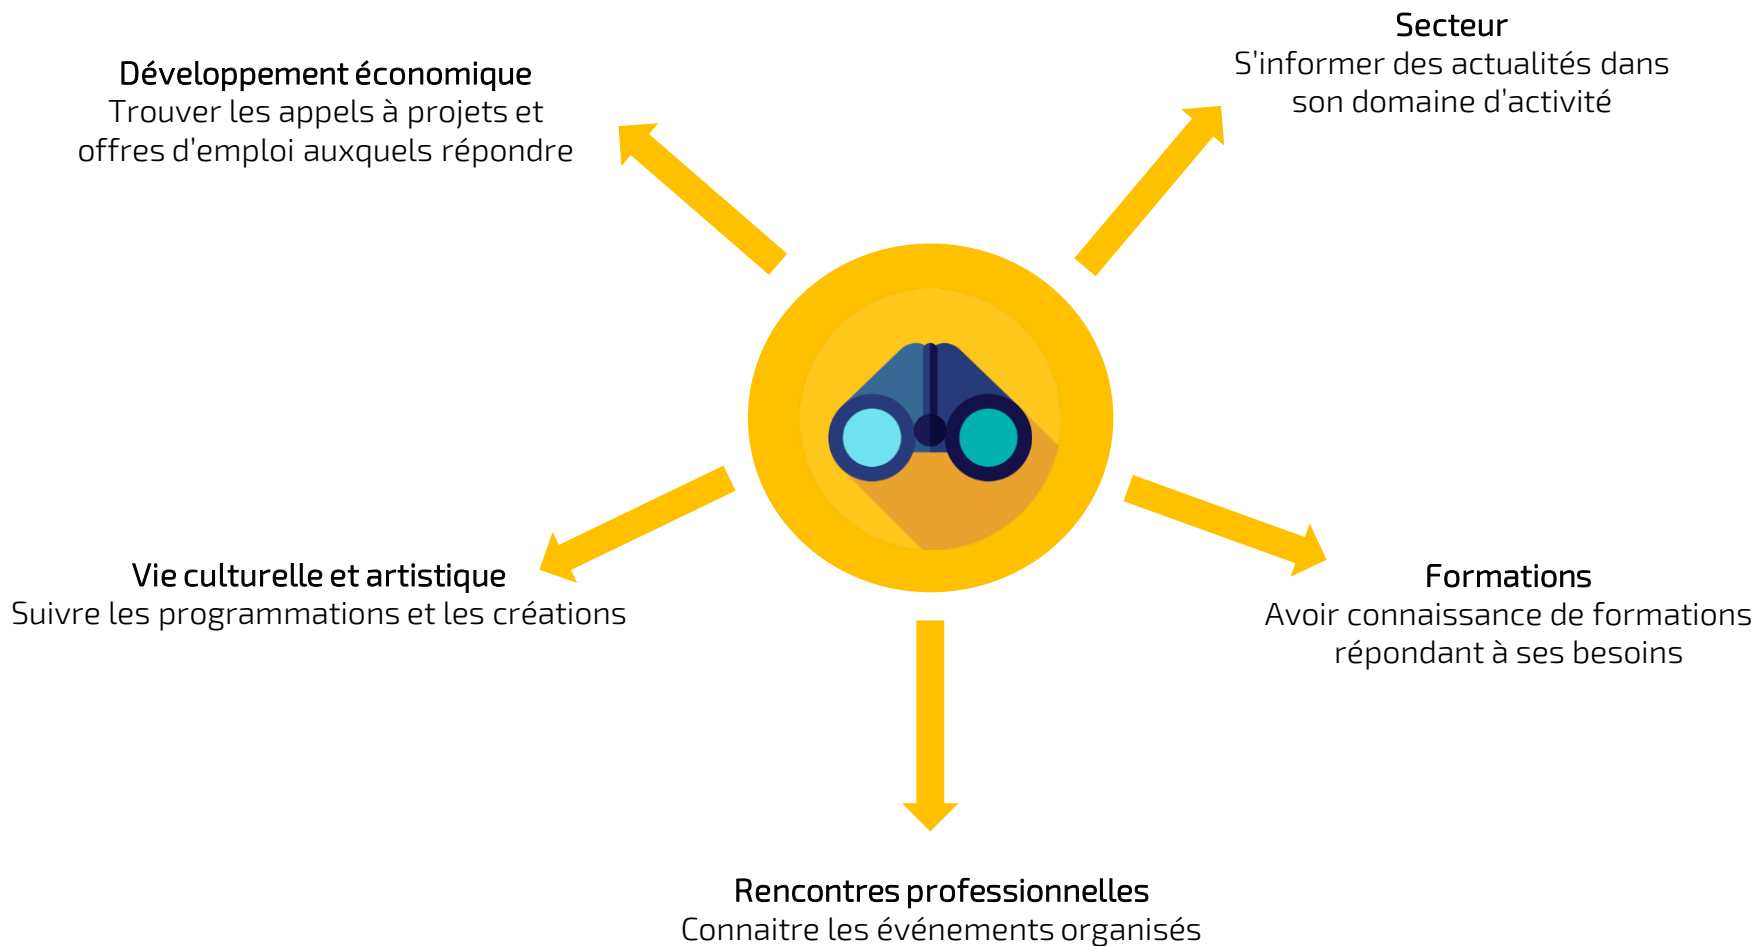 Développement économique
Trouver les appels à projets et
offres d’emploi auxquels répondre
Secteur
S’informer des actualités dans
son domaine d’activité
Vie culturelle et artistique
Suivre les programmations et les créations
Formations
Avoir connaissance de formations
répondant à ses besoins
Rencontres professionnelles
Connaitre les événements organisés